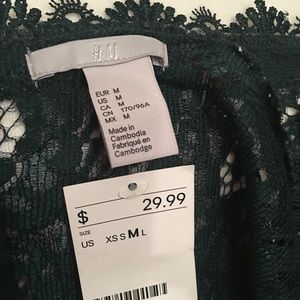 H&M
EUR M
US M
CA M
CN 170/96A
MX M
Made in
Cambodia
Fabriqué en
Cambodge
$ 29.99
SIZE
US XS S M L